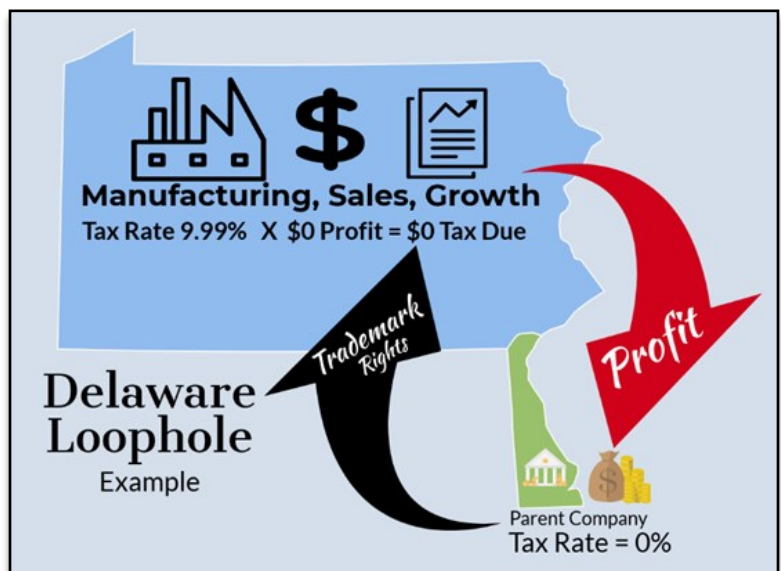 Manufacturing, Sales, Growth
Tax Rate 9.99% X $0 Profit = $0 Tax Due
Trademark
Rights
Profit
Delaware
Loophole
Example
Parent Company
Tax Rate = 0%